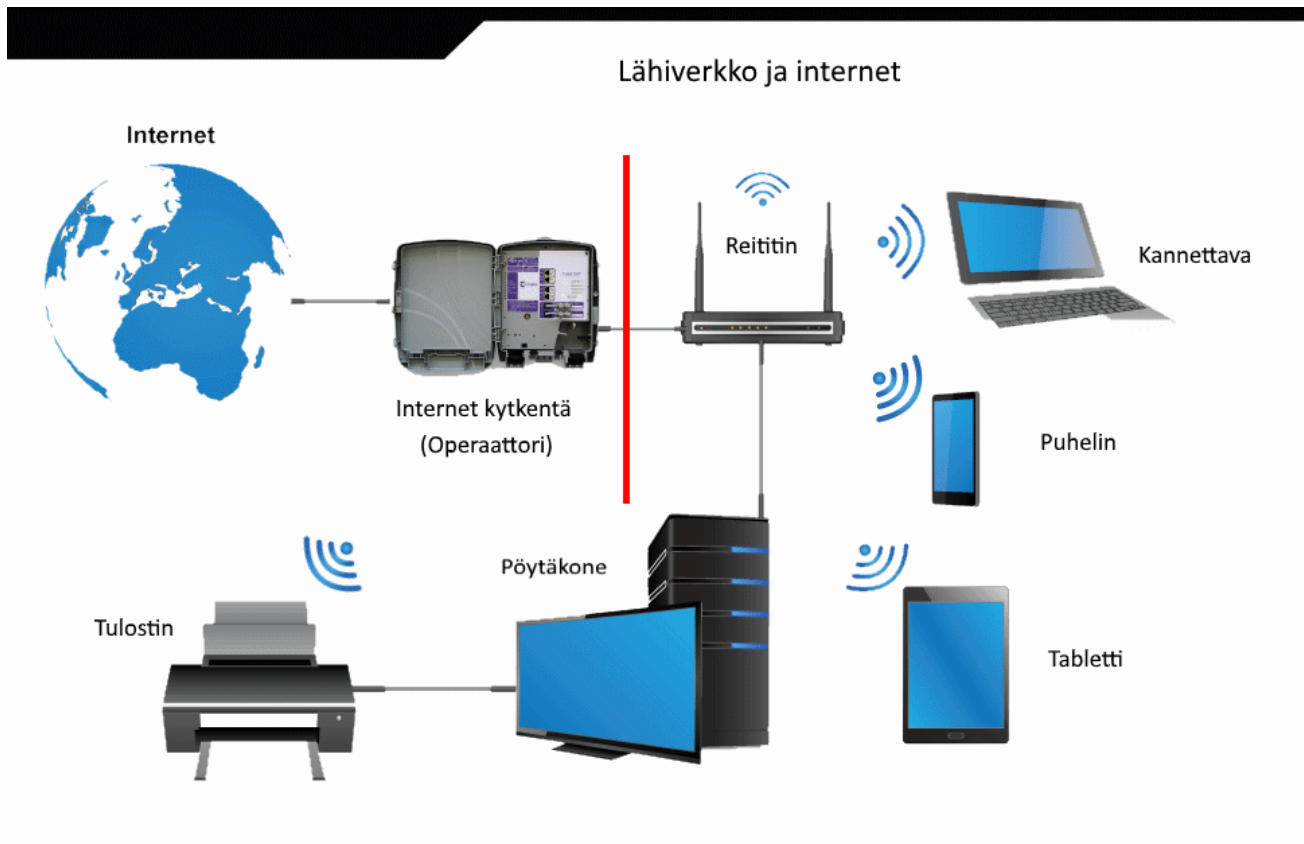 Lähiverkko ja internet
Internet
Reititin
Kannettava
Internet kytkentä
(Operaattori)
Puhelin
Pöytäkone
Tulostin
Tabletti